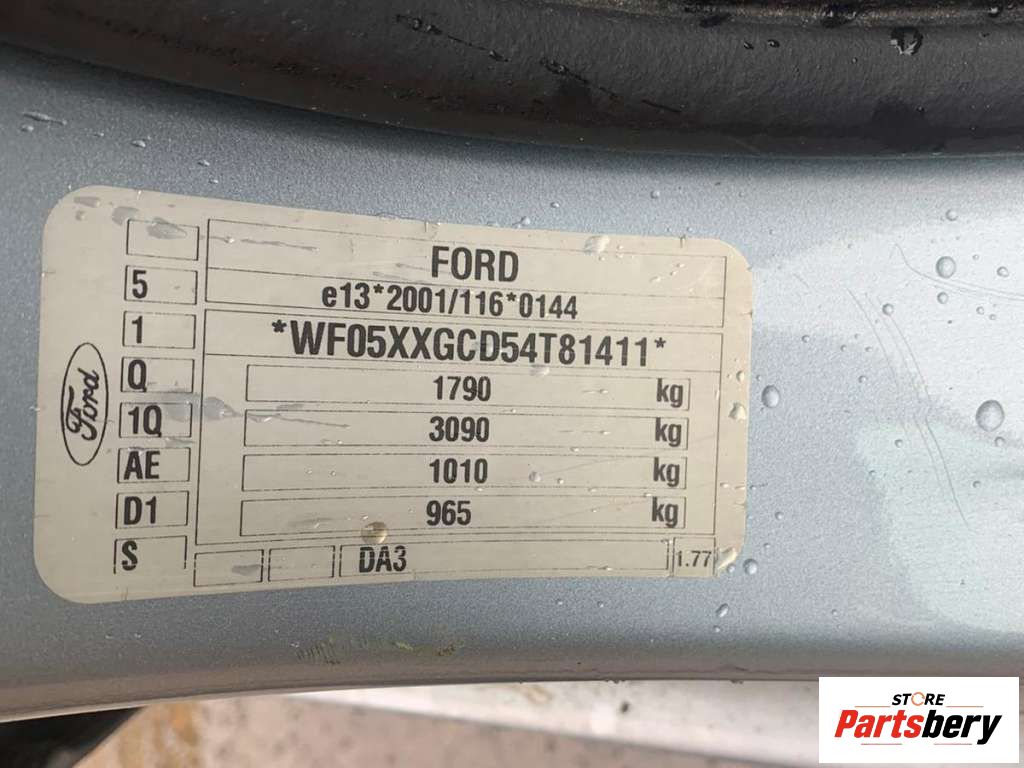 FORD
5
e13*2001/116*0144
1
*WF05XXGCD54T81411*
Q
1790 kg
1Q
3090 kg
AE
1010 kg
D1
965 kg
S
DA3
1.77
Ford
STORE
Partsbery